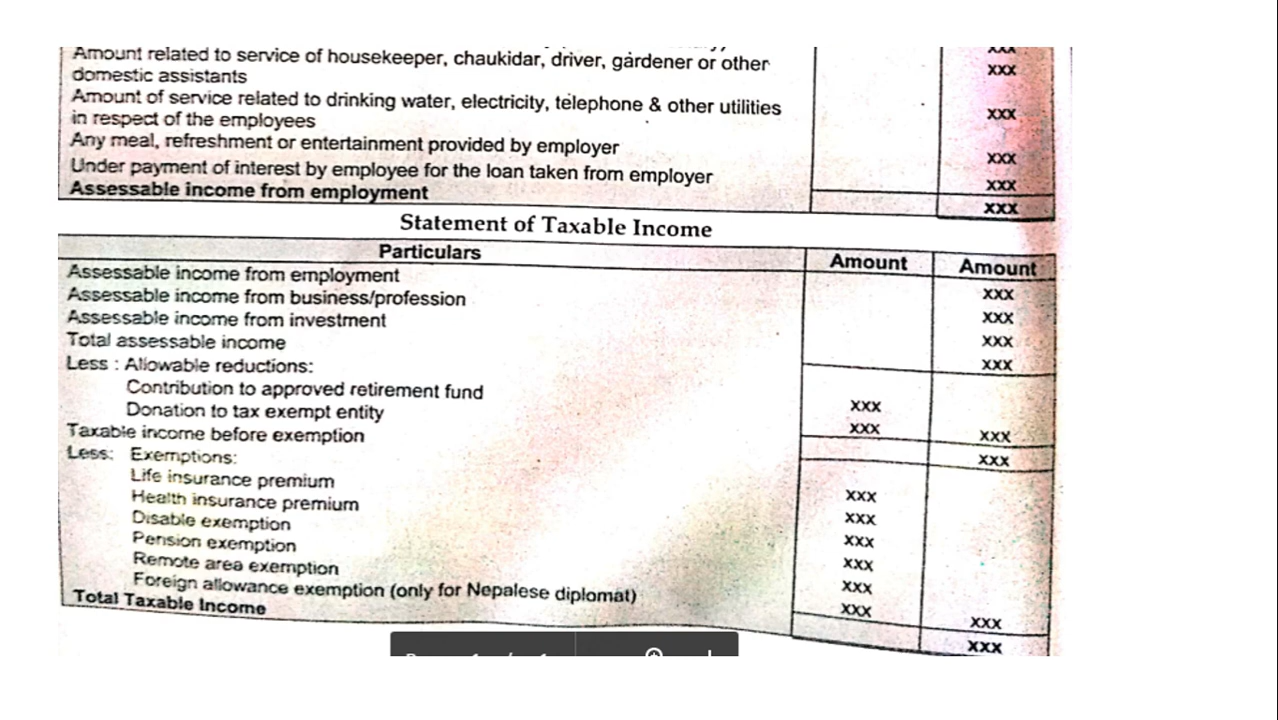 Amount related to service of housekeeper, chaukidar, driver, gardener or other xxx
domestic assistants
Amount of service related to drinking water, electricity, telephone & other utilities
in respect of the employees xxx
Any meal, refreshment or entertainment provided by employer xxx
Under payment of interest by employee for the loan taken from employer xxx
Assessable income from employment xxx
Statement of Taxable Income
Particulars Amount Amount
Assessable income from employment xxx
Assessable income from business/profession xxx
Assessable income from investment xxx
Total assessable income xxx
Less : Allowable reductions:
Contribution to approved retirement fund xxx
Donation to tax exempt entity xxx xxx
Taxable income before exemption xxx
Less: Exemptions:
Life insurance premium xxx
Health insurance premium xxx
Disable exemption xxx
Pension exemption xxx
Remote area exemption xxx
Foreign allowance exemption (only for Nepalese diplomat) xxx xxx
Total Taxable Income xxx